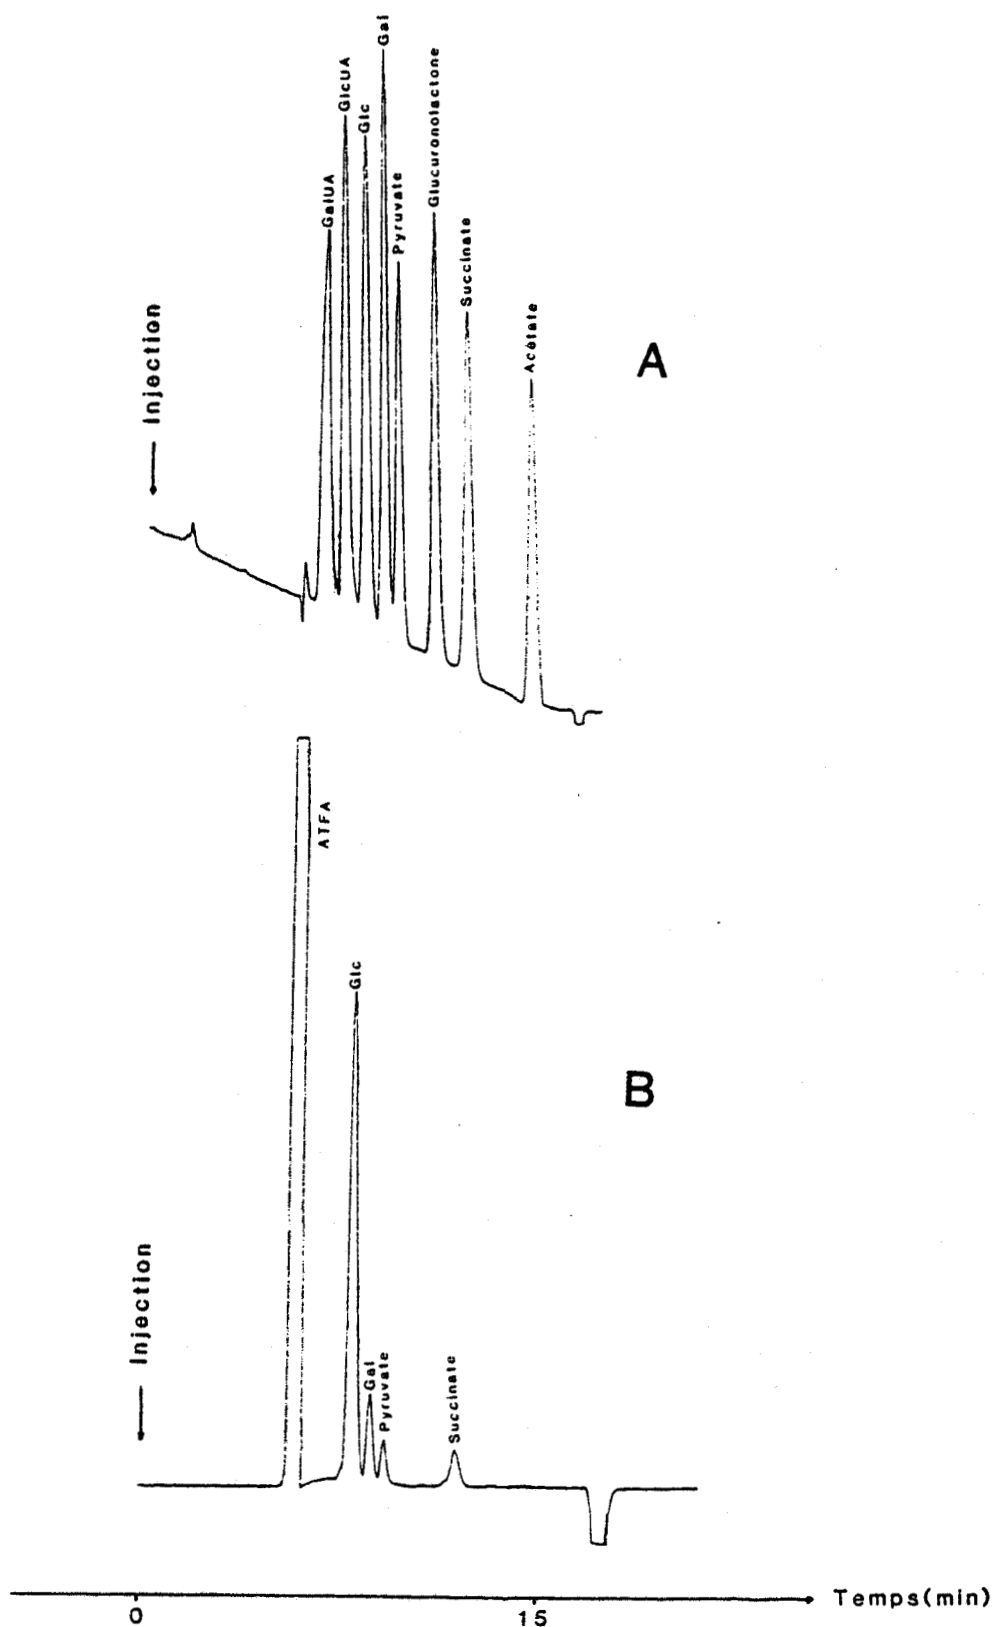 Injection
GalUA
GlcUA
Glc
Gal
Pyruvate
Glucuronolactone
Succinate
Acétate
A
Injection
ATFA
Glc
Gal
Pyruvate
Succinate
B
0
15
Temps(min)